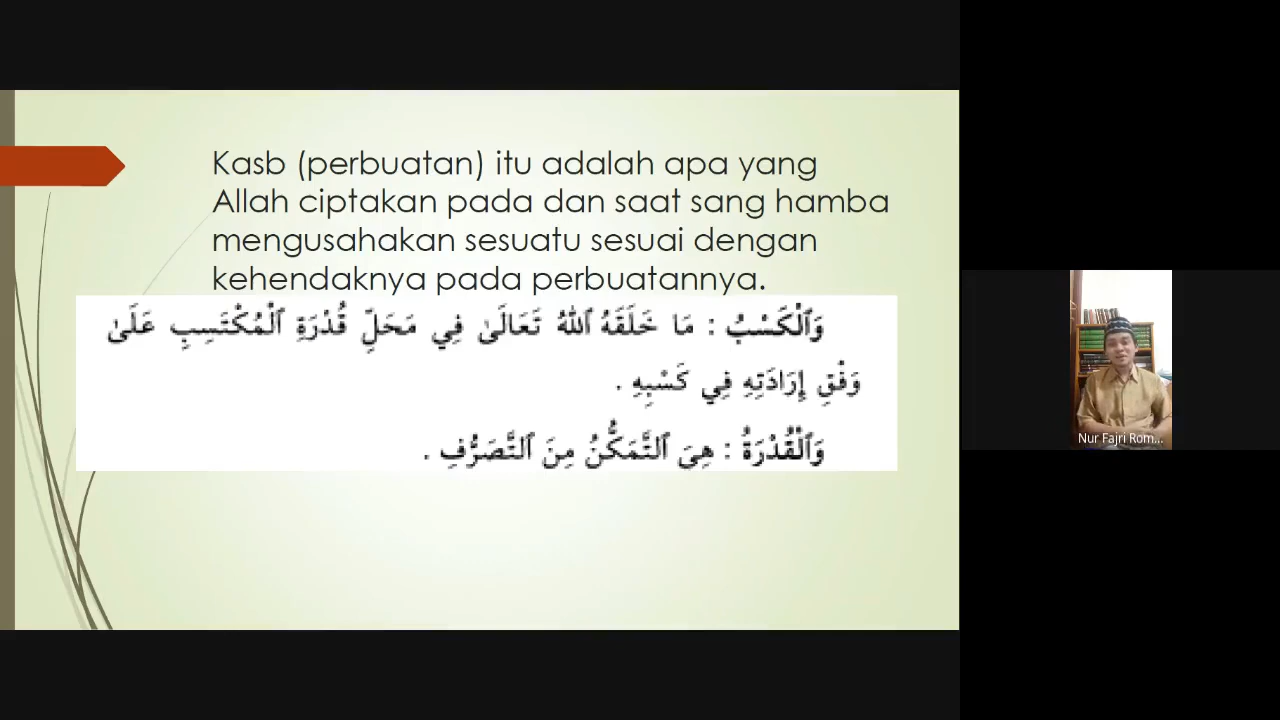 Kasb (perbuatan) itu adalah apa yang
Allah ciptakan pada dan saat sang hamba
mengusahakan sesuatu sesuai dengan
kehendaknya pada perbuatannya.
وَٱلْكَسْبُ : مَا خَلَقَهُ ٱللهُ تَعَالَىٰ فِي مَحَلِّ قُدْرَةِ ٱلْمُكْتَسِبِ عَلَىٰ
وَفْقِ إِرَادَتِهِ فِي كَسْبِهِ .
وَٱلْقُدْرَةُ : هِيَ ٱلتَّمَكُّنُ مِنَ ٱلتَّصَرُّفِ .
Nur Fajri Rom...